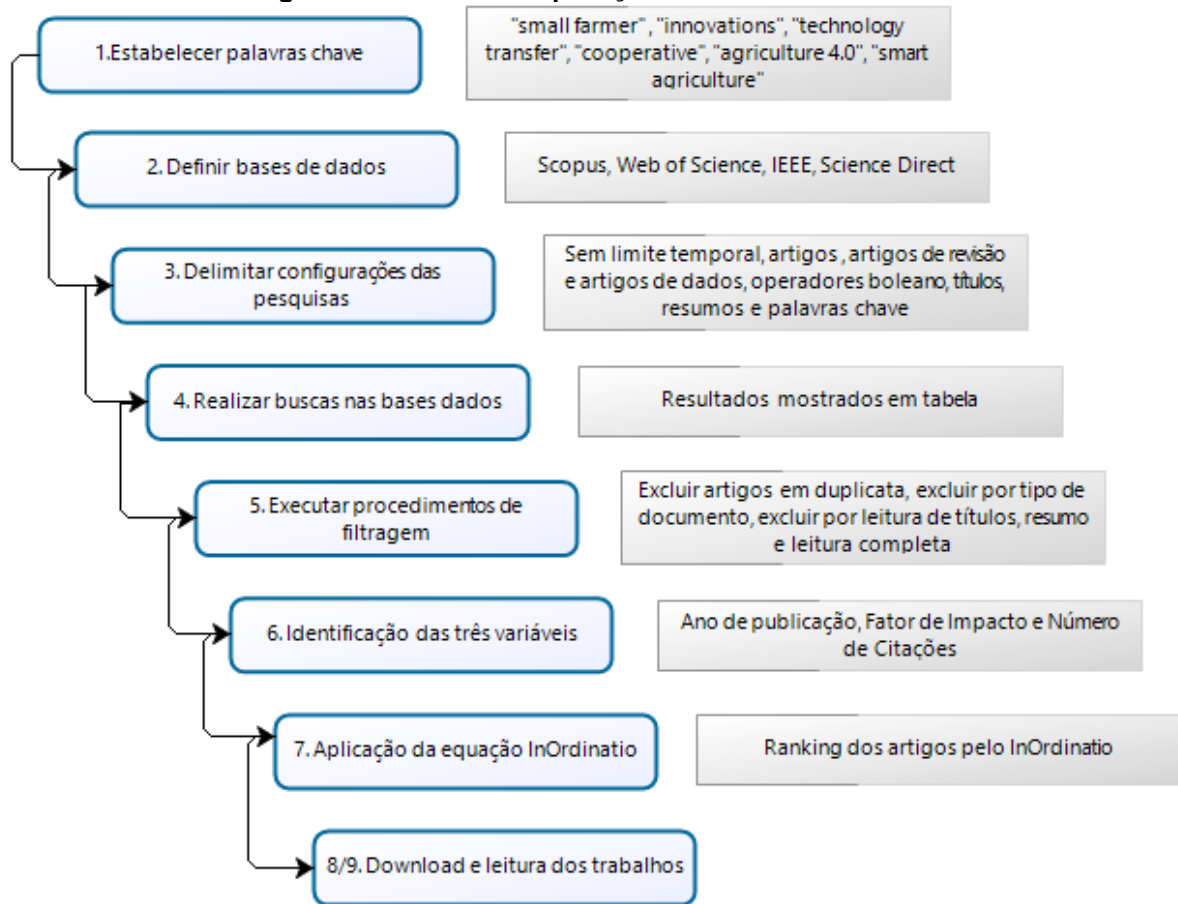 1.Estabelecer palavras chave
"small farmer", "innovations", "technology
transfer", "cooperative", "agriculture 4.0", "smart
agriculture"
2. Definir bases de dados
Scopus, Web of Science, IEEE, Science Direct
3. Delimitar configurações das
pesquisas
Sem limite temporal, artigos , artigos de revisão
e artigos de dados, operadores boleano, títulos,
resumos e palavras chave
4. Realizar buscas nas bases dados
Resultados mostrados em tabela
5. Executar procedimentos de
filtragem
Excluir artigos em duplicata, excluir por tipo de
documento, excluir por leitura de títulos, resumo
e leitura completa
6. Identificação das três variáveis
Ano de publicação, Fator de Impacto e Número
de Citações
7. Aplicação da equação InOrdinatio
Ranking dos artigos pelo InOrdinatio
8/9. Download e leitura dos trabalhos